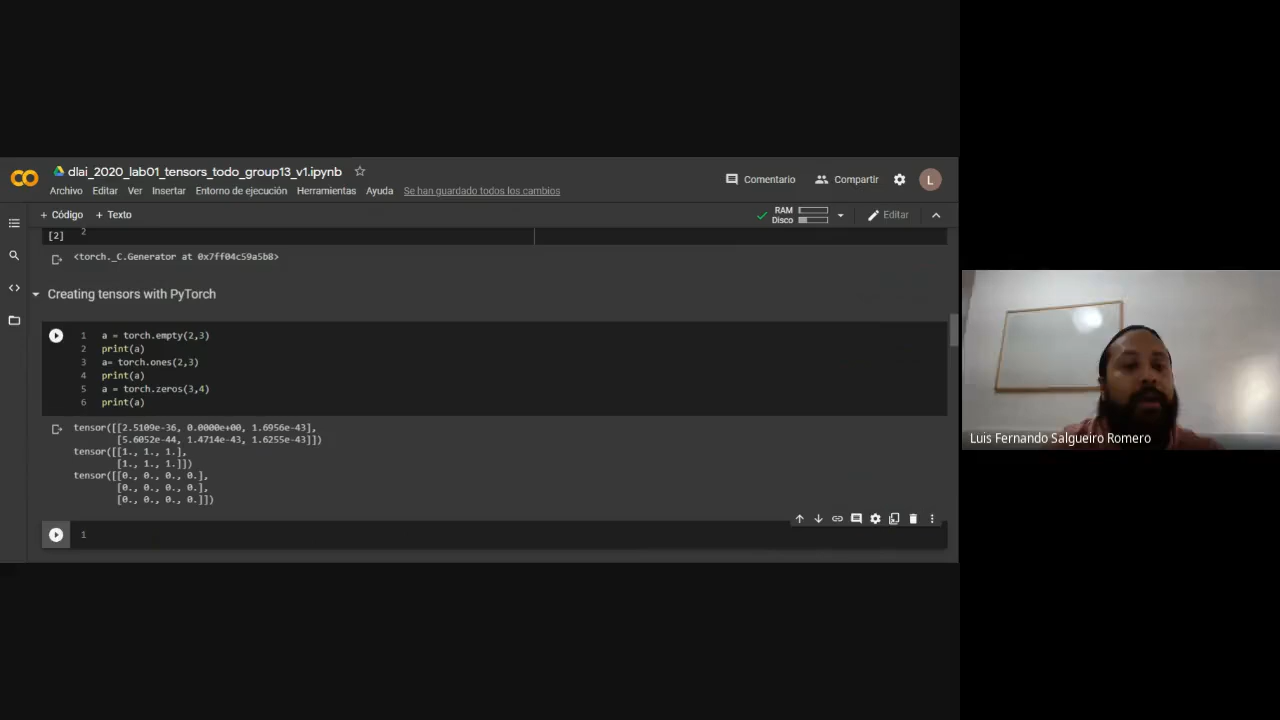 dlai_2020_lab01_tensors_todo_group13_v1.ipynb
Comentario
Compartir
L
Archivo Editar Ver Insertar Entorno de ejecución Herramientas Ayuda Se han guardado todos los cambios
+ Código + Texto
RAM
Disco
Editar
[2] 2
<torch._C.Generator at 0x7ff04c59a5b8>
Creating tensors with PyTorch
1 a = torch.empty(2,3)
2 print(a)
3 a= torch.ones(2,3)
4 print(a)
5 a = torch.zeros(3,4)
6 print(a)
tensor([[2.5109e-36, 0.0000e+00, 1.6956e-43],
[5.6052e-44, 1.4714e-43, 1.6255e-43]])
tensor([[1., 1., 1.],
[1., 1., 1.]])
tensor([[0., 0., 0., 0.],
[0., 0., 0., 0.],
[0., 0., 0., 0.]])
1
Luis Fernando Salgueiro Romero